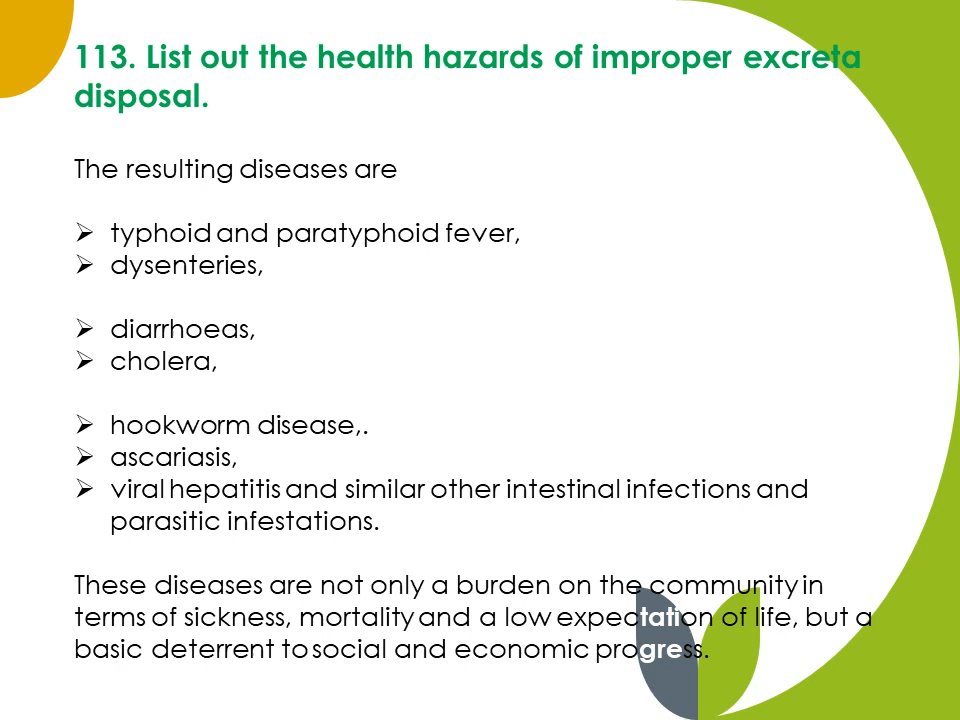 113. List out the health hazards of improper excreta
disposal.
The resulting diseases are
➢ typhoid and paratyphoid fever,
➢ dysenteries,
➢ diarrhoeas,
➢ cholera,
➢ hookworm disease,.
➢ ascariasis,
➢ viral hepatitis and similar other intestinal infections and
parasitic infestations.
These diseases are not only a burden on the community in
terms of sickness, mortality and a low expectation of life, but a
basic deterrent to social and economic progress.